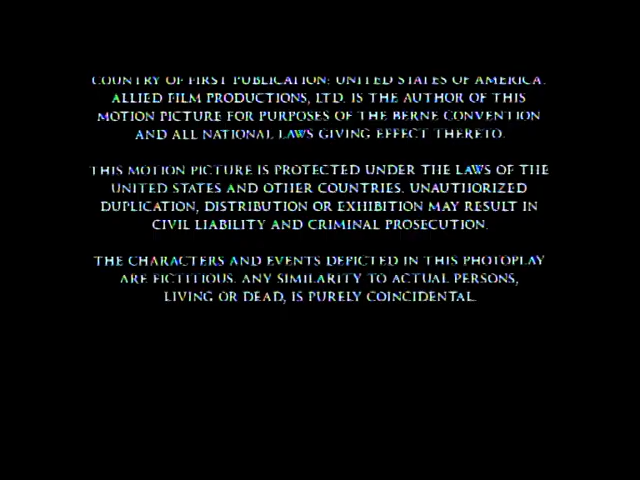 COUNTRY OF FIRST PUBLICATION: UNITED STATES OF AMERICA.
ALLIED FILM PRODUCTIONS, LTD. IS THE AUTHOR OF THIS
MOTION PICTURE FOR PURPOSES OF THE BERNE CONVENTION
AND ALL NATIONAL LAWS GIVING EFFECT THERETO.
THIS MOTION PICTURE IS PROTECTED UNDER THE LAWS OF THE
UNITED STATES AND OTHER COUNTRIES. UNAUTHORIZED
DUPLICATION, DISTRIBUTION OR EXHIBITION MAY RESULT IN
CIVIL LIABILITY AND CRIMINAL PROSECUTION.
THE CHARACTERS AND EVENTS DEPICTED IN THIS PHOTOPLAY
ARE FICTITIOUS. ANY SIMILARITY TO ACTUAL PERSONS,
LIVING OR DEAD, IS PURELY COINCIDENTAL.